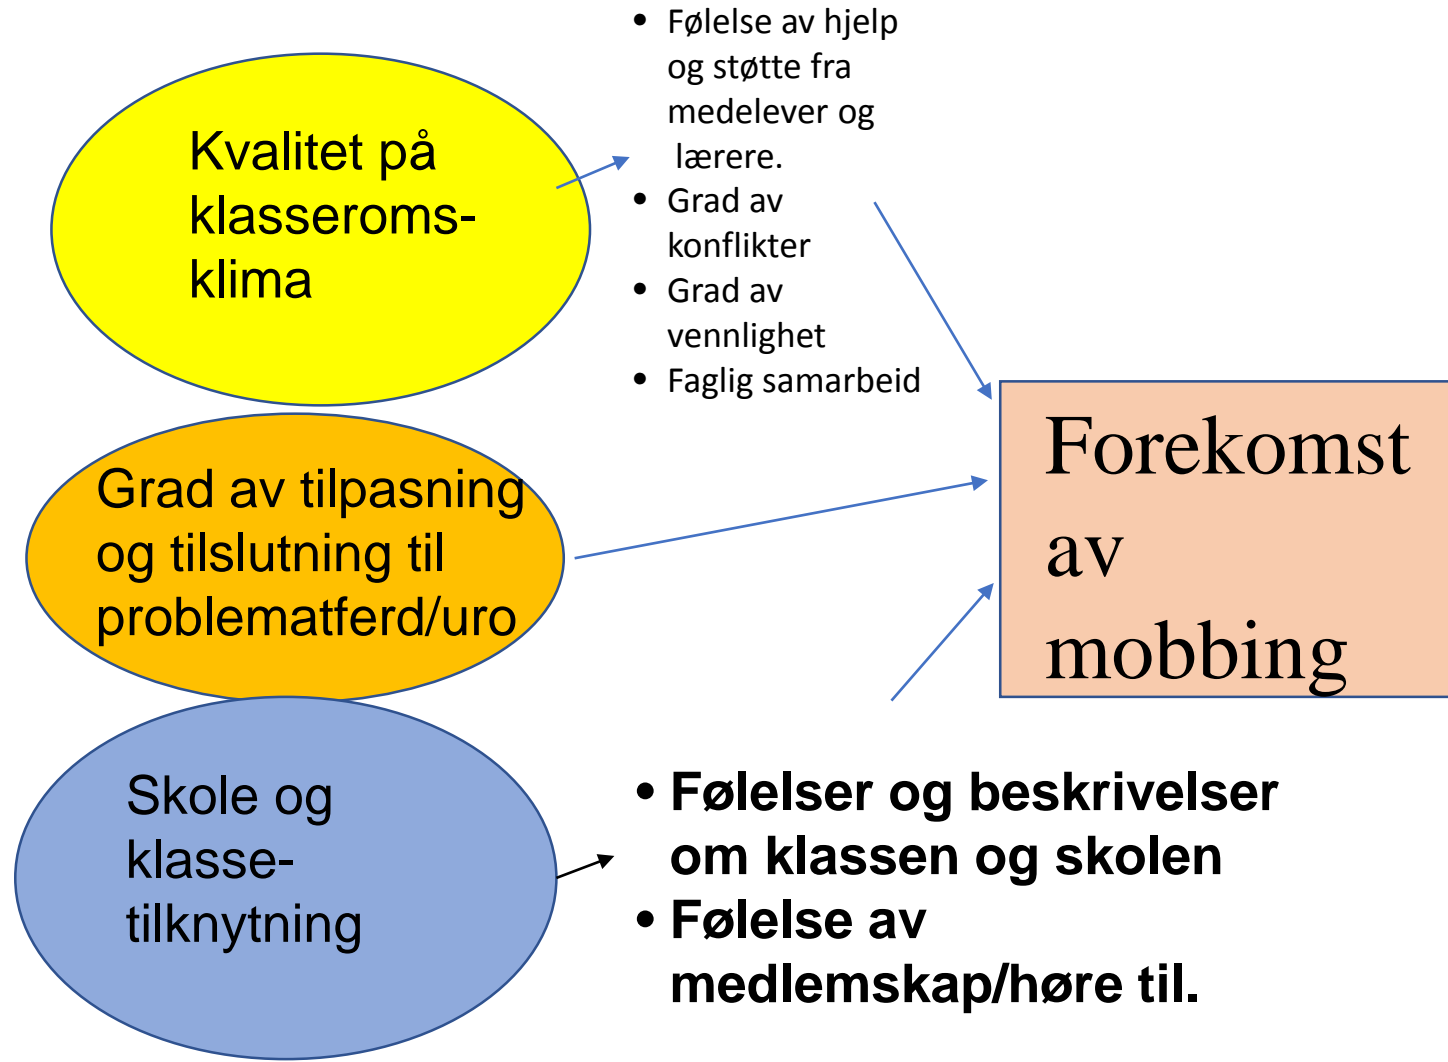 Kvalitet på
klasseroms-
klima
• Følelse av hjelp
og støtte fra
medelever og
lærere.
• Grad av
konflikter
• Grad av
vennlighet
• Faglig samarbeid
Grad av tilpasning
og tilslutning til
problematferd/uro
Forekomst
av
mobbing
Skole og
klasse-
tilknytning
• Følelser og beskrivelser
om klassen og skolen
• Følelse av
medlemskap/høre til.